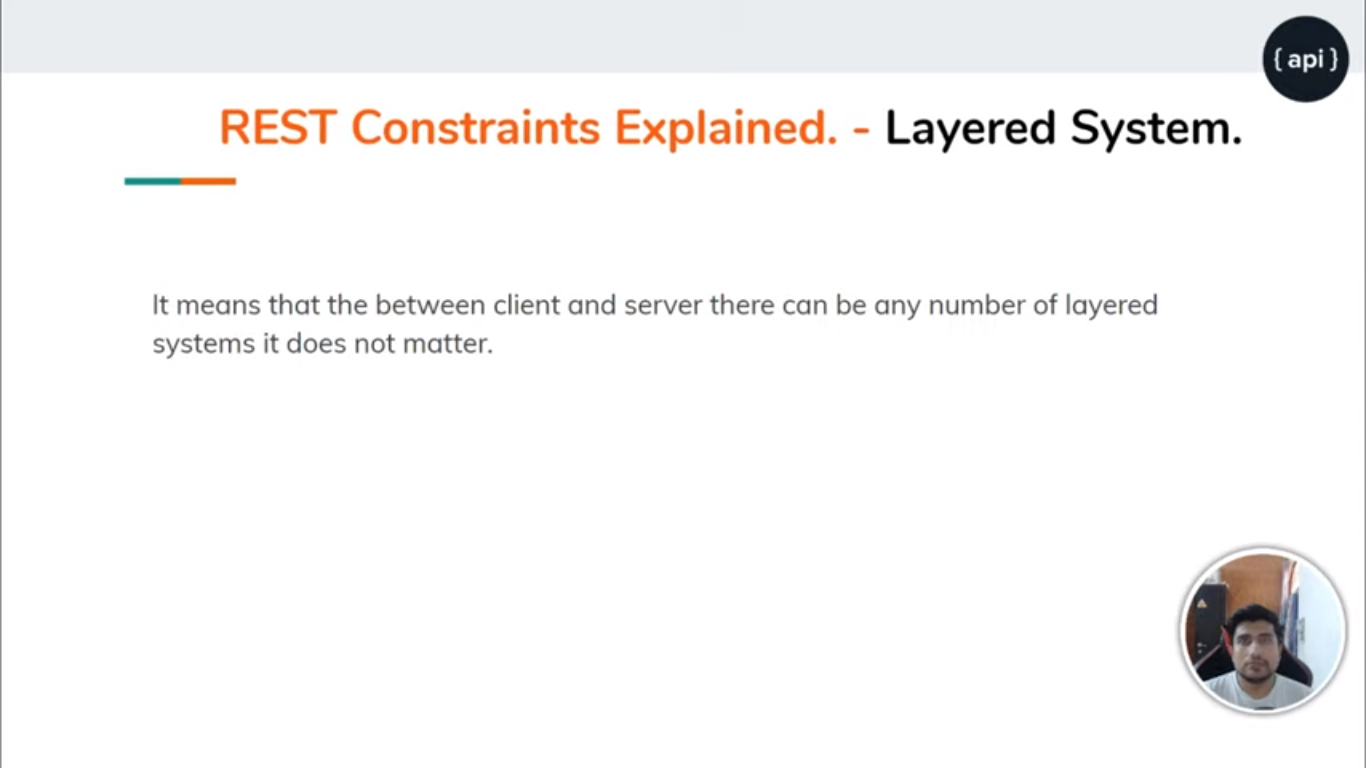 { api }
REST Constraints Explained. - Layered System.
It means that the between client and server there can be any number of layered
systems it does not matter.